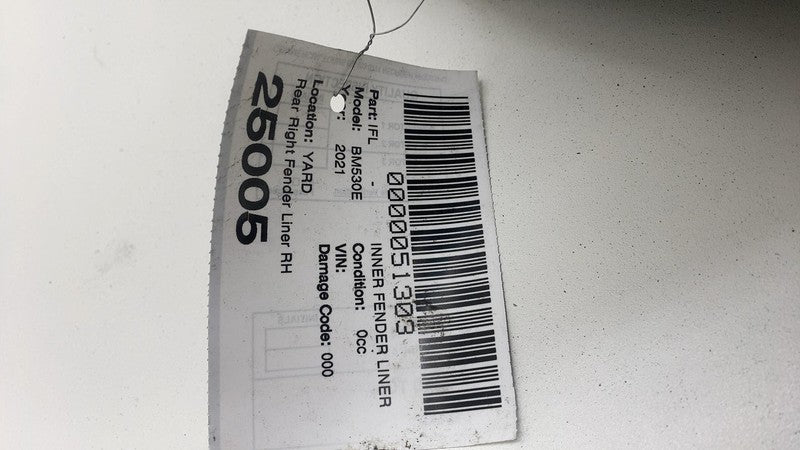 0000051303
Part: IFL - INNER FENDER LINER
Model: BM530E Condition: 0cc
Year: 2021 VIN:
Location: YARD Damage Code: 000
Rear Right Fender Liner RH
25005